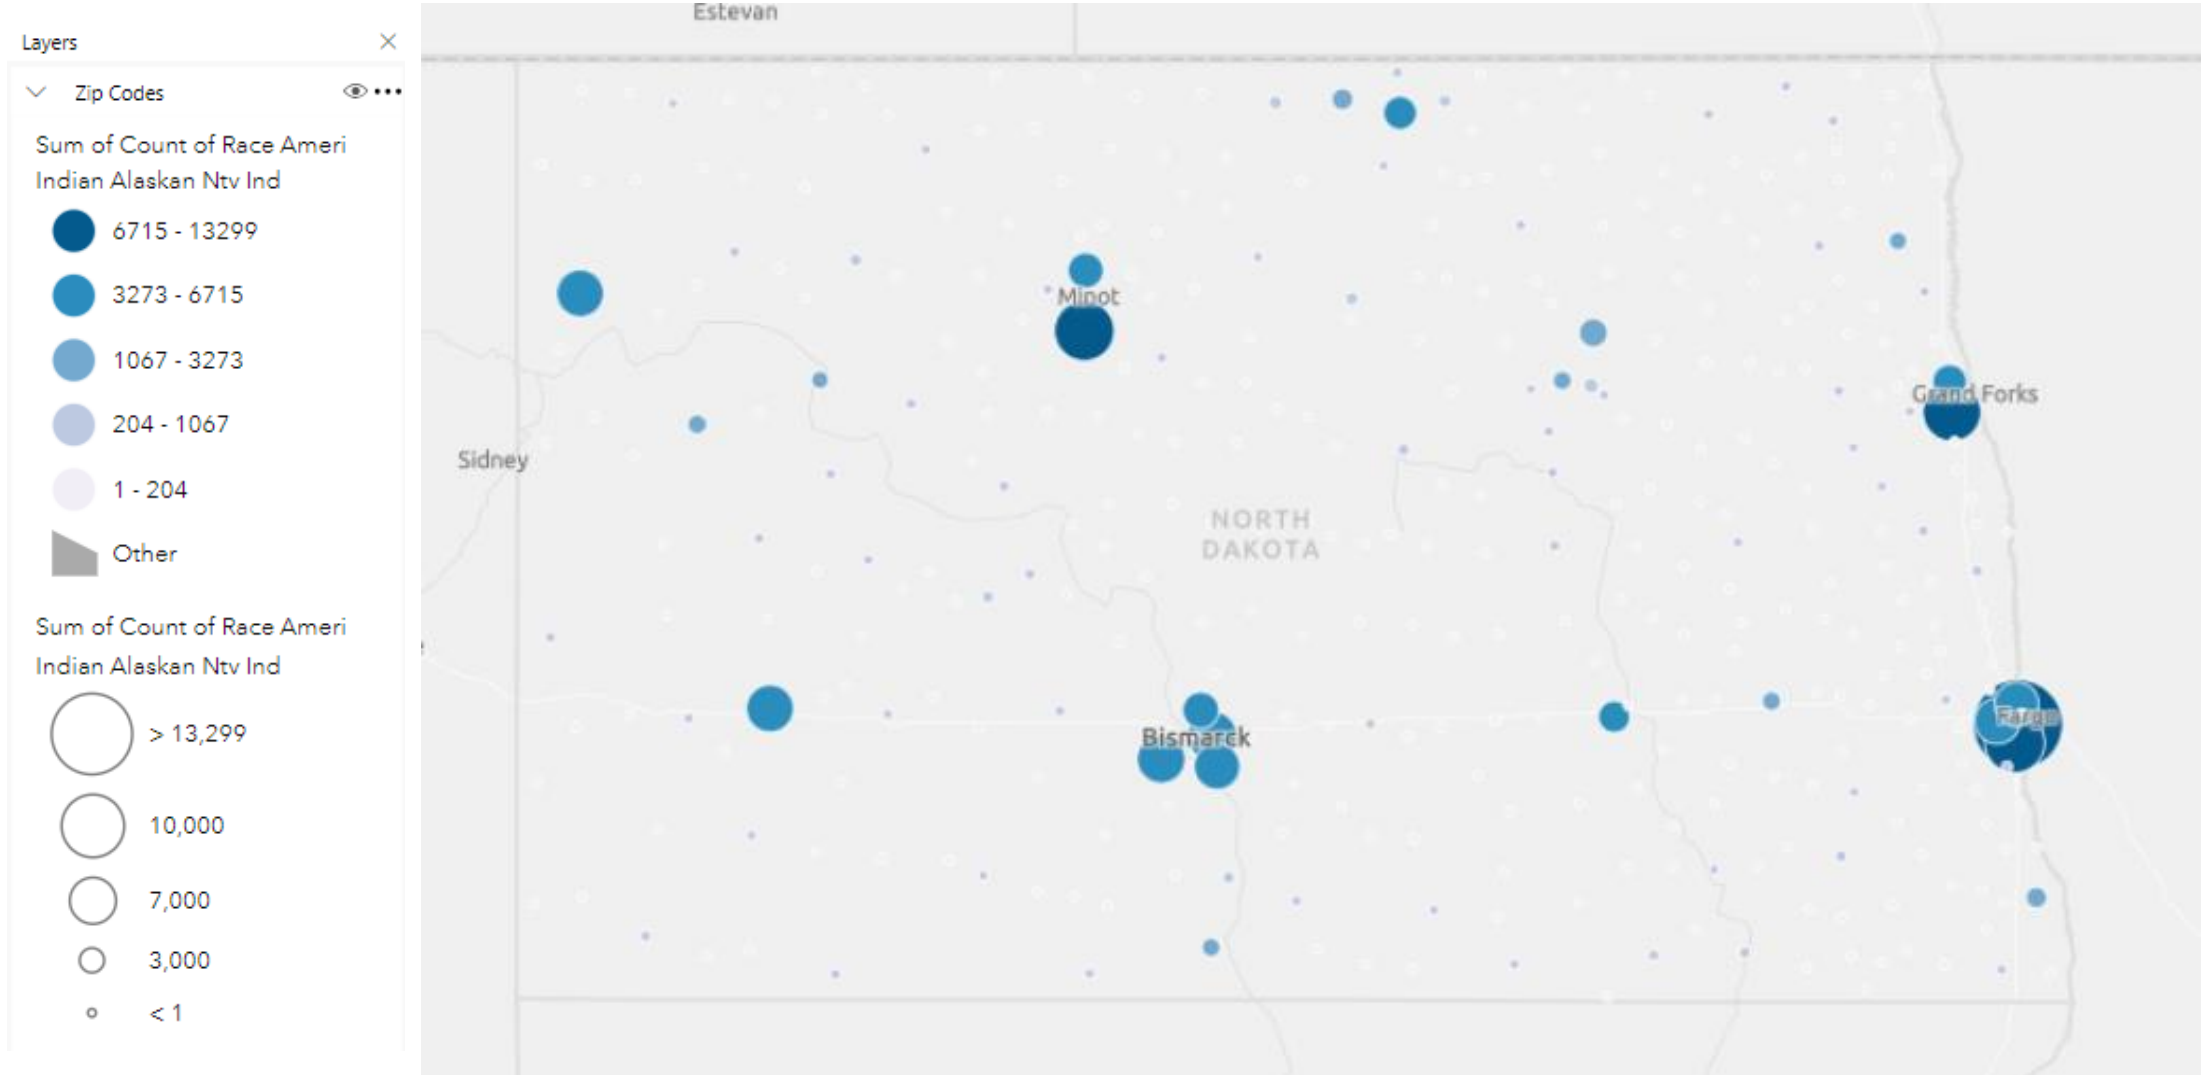 Layers
Zip Codes
Sum of Count of Race Ameri
Indian Alaskan Ntv Ind
6715 - 13299
3273 - 6715
1067 - 3273
204 - 1067
1 - 204
Other
Sum of Count of Race Ameri
Indian Alaskan Ntv Ind
> 13,299
10,000
7,000
3,000
< 1
Estevan
Minot
Grand Forks
Sidney
NORTH
DAKOTA
Bismarck
Fargo